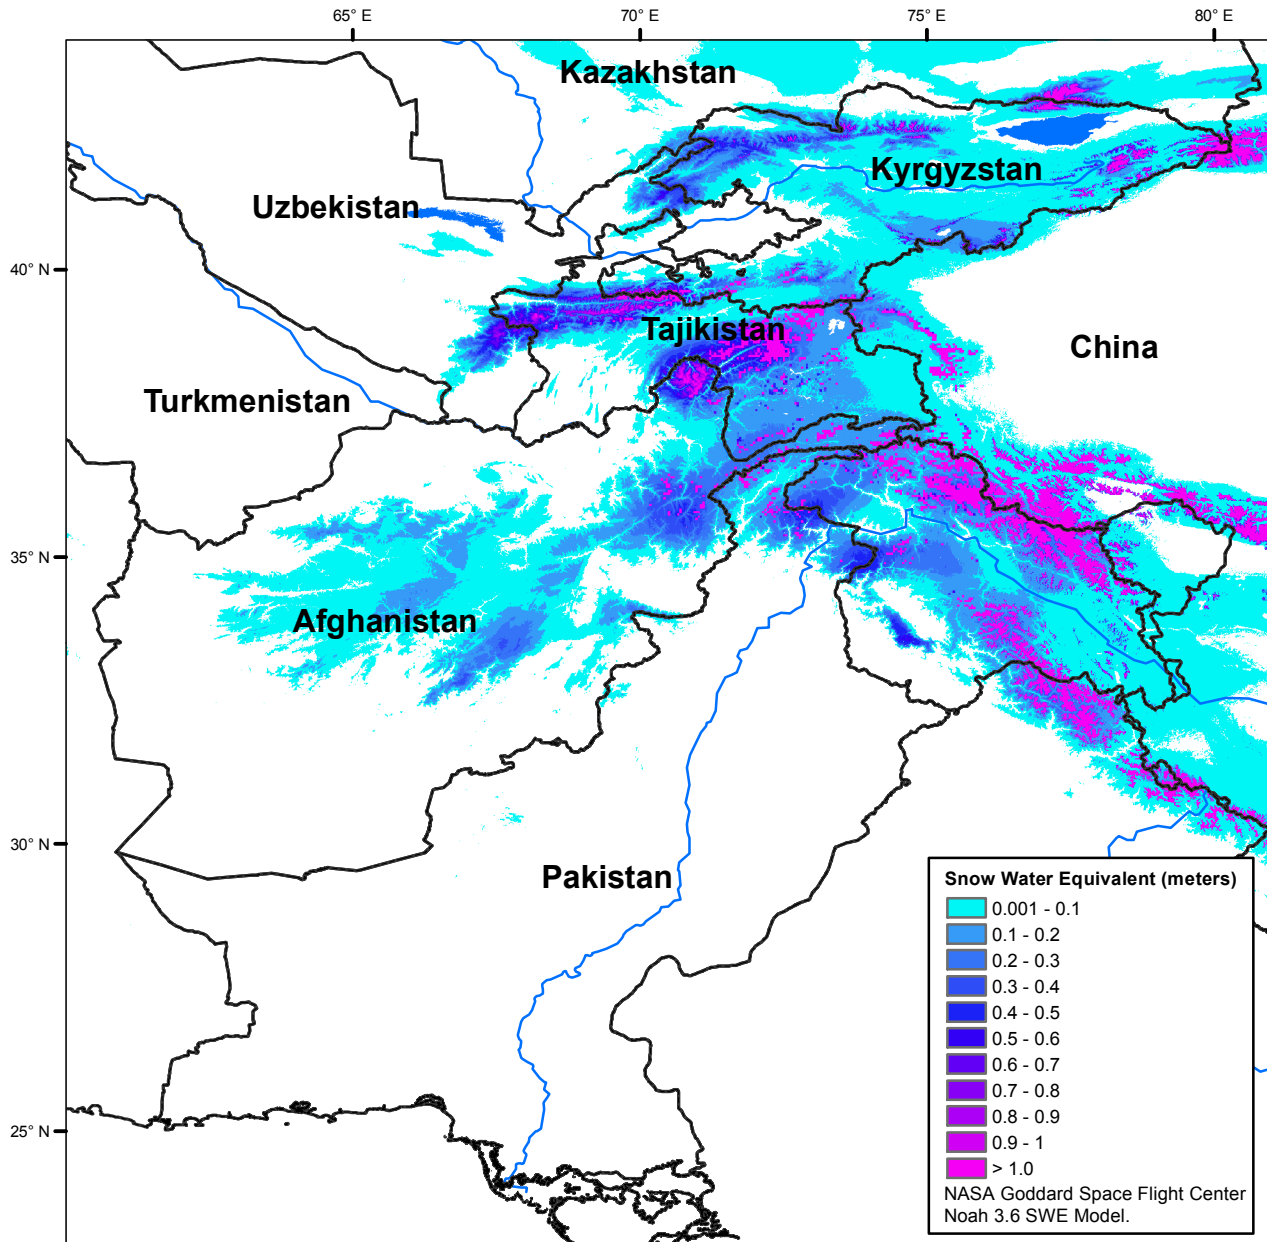 65° E
70° E
75° E
80° E
Kazakhstan
Kyrgyzstan
Uzbekistan
40° N
Tajikistan
China
Turkmenistan
35° N
Afghanistan
30° N
Pakistan
25° N
Snow Water Equivalent (meters)
0.001 - 0.1
0.1 - 0.2
0.2 - 0.3
0.3 - 0.4
0.4 - 0.5
0.5 - 0.6
0.6 - 0.7
0.7 - 0.8
0.8 - 0.9
0.9 - 1
> 1.0
NASA Goddard Space Flight Center
Noah 3.6 SWE Model.